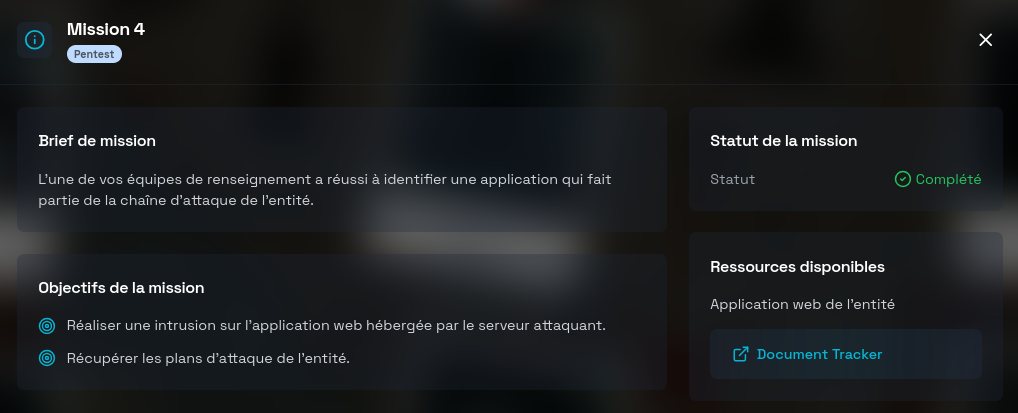 Mission 4
Pentest
Brief de mission
L'une de vos équipes de renseignement a réussi à identifier une application qui fait
partie de la chaîne d'attaque de l'entité.
Objectifs de la mission
Réaliser une intrusion sur l'application web hébergée par le serveur attaquant.
Récupérer les plans d'attaque de l'entité.
Statut de la mission
Statut
Complété
Ressources disponibles
Application web de l'entité
Document Tracker